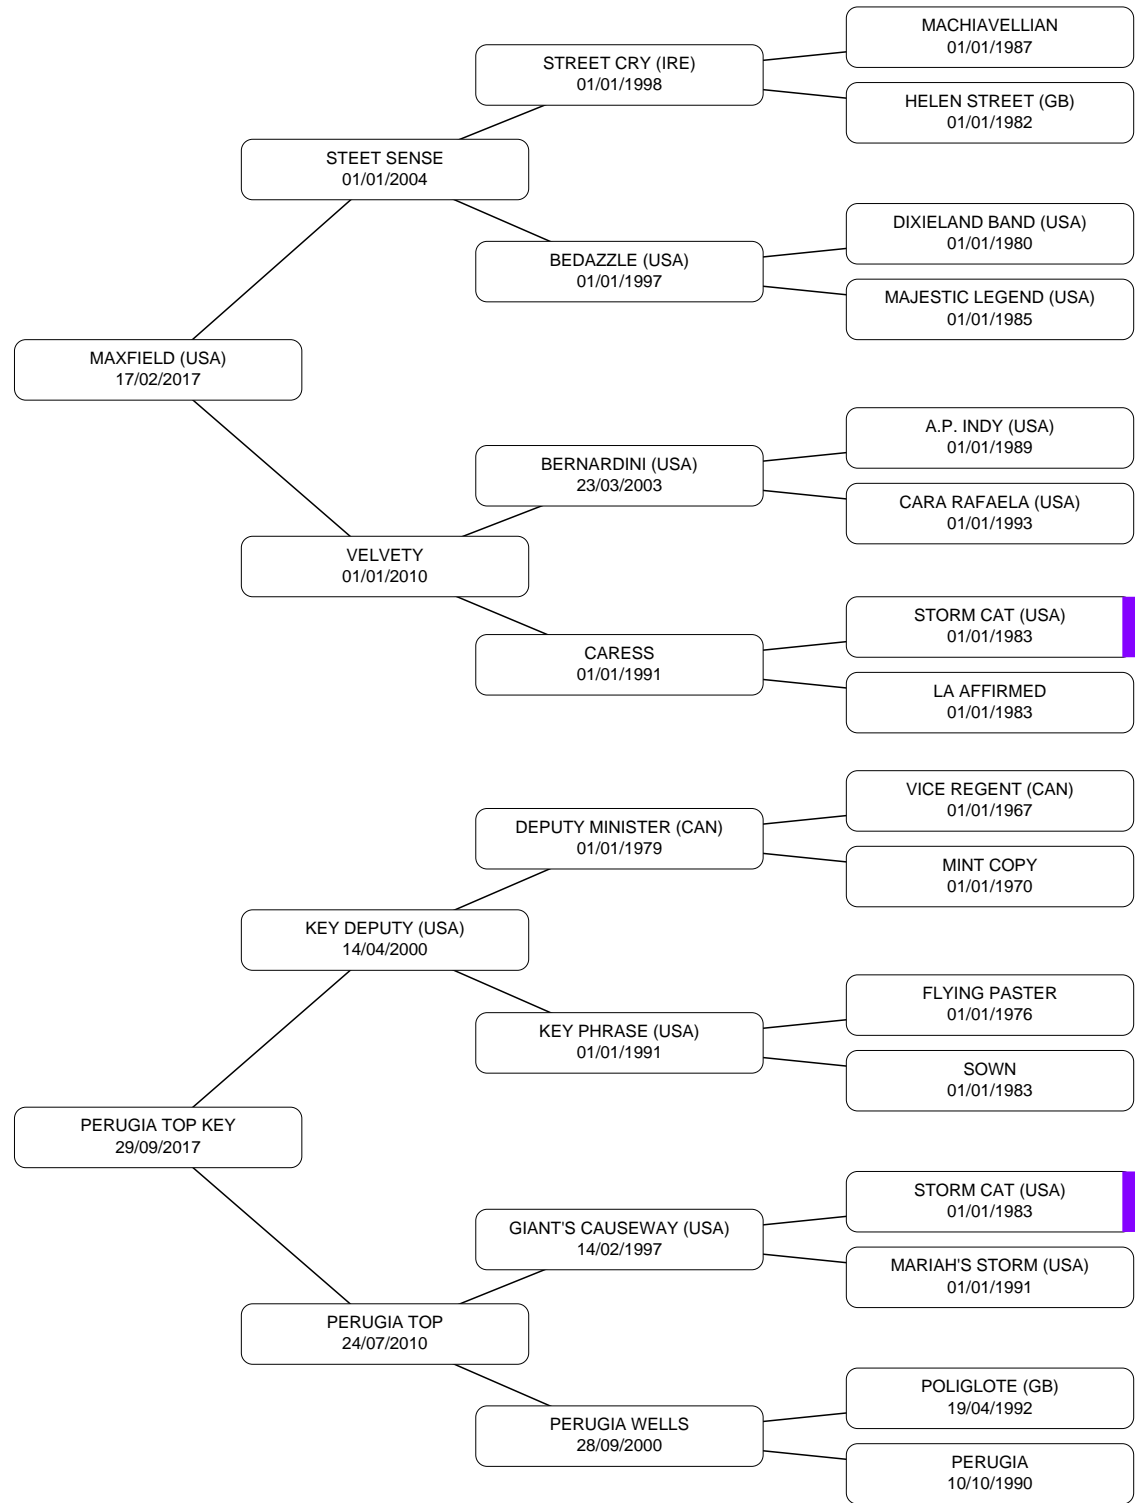 MACHIAVELLIAN
01/01/1987
STREET CRY (IRE)
01/01/1998
HELEN STREET (GB)
01/01/1982
STEET SENSE
01/01/2004
DIXIELAND BAND (USA)
01/01/1980
BEDAZZLE (USA)
01/01/1997
MAJESTIC LEGEND (USA)
01/01/1985
MAXFIELD (USA)
17/02/2017
A.P. INDY (USA)
01/01/1989
BERNARDINI (USA)
23/03/2003
CARA RAFAELA (USA)
01/01/1993
VELVETY
01/01/2010
STORM CAT (USA)
01/01/1983
CARESS
01/01/1991
LA AFFIRMED
01/01/1983
VICE REGENT (CAN)
01/01/1967
DEPUTY MINISTER (CAN)
01/01/1979
MINT COPY
01/01/1970
KEY DEPUTY (USA)
14/04/2000
FLYING PASTER
01/01/1976
KEY PHRASE (USA)
01/01/1991
SOWN
01/01/1983
PERUGIA TOP KEY
29/09/2017
STORM CAT (USA)
01/01/1983
GIANT'S CAUSEWAY (USA)
14/02/1997
MARIAH'S STORM (USA)
01/01/1991
PERUGIA TOP
24/07/2010
POLIGLOTE (GB)
19/04/1992
PERUGIA WELLS
28/09/2000
PERUGIA
10/10/1990